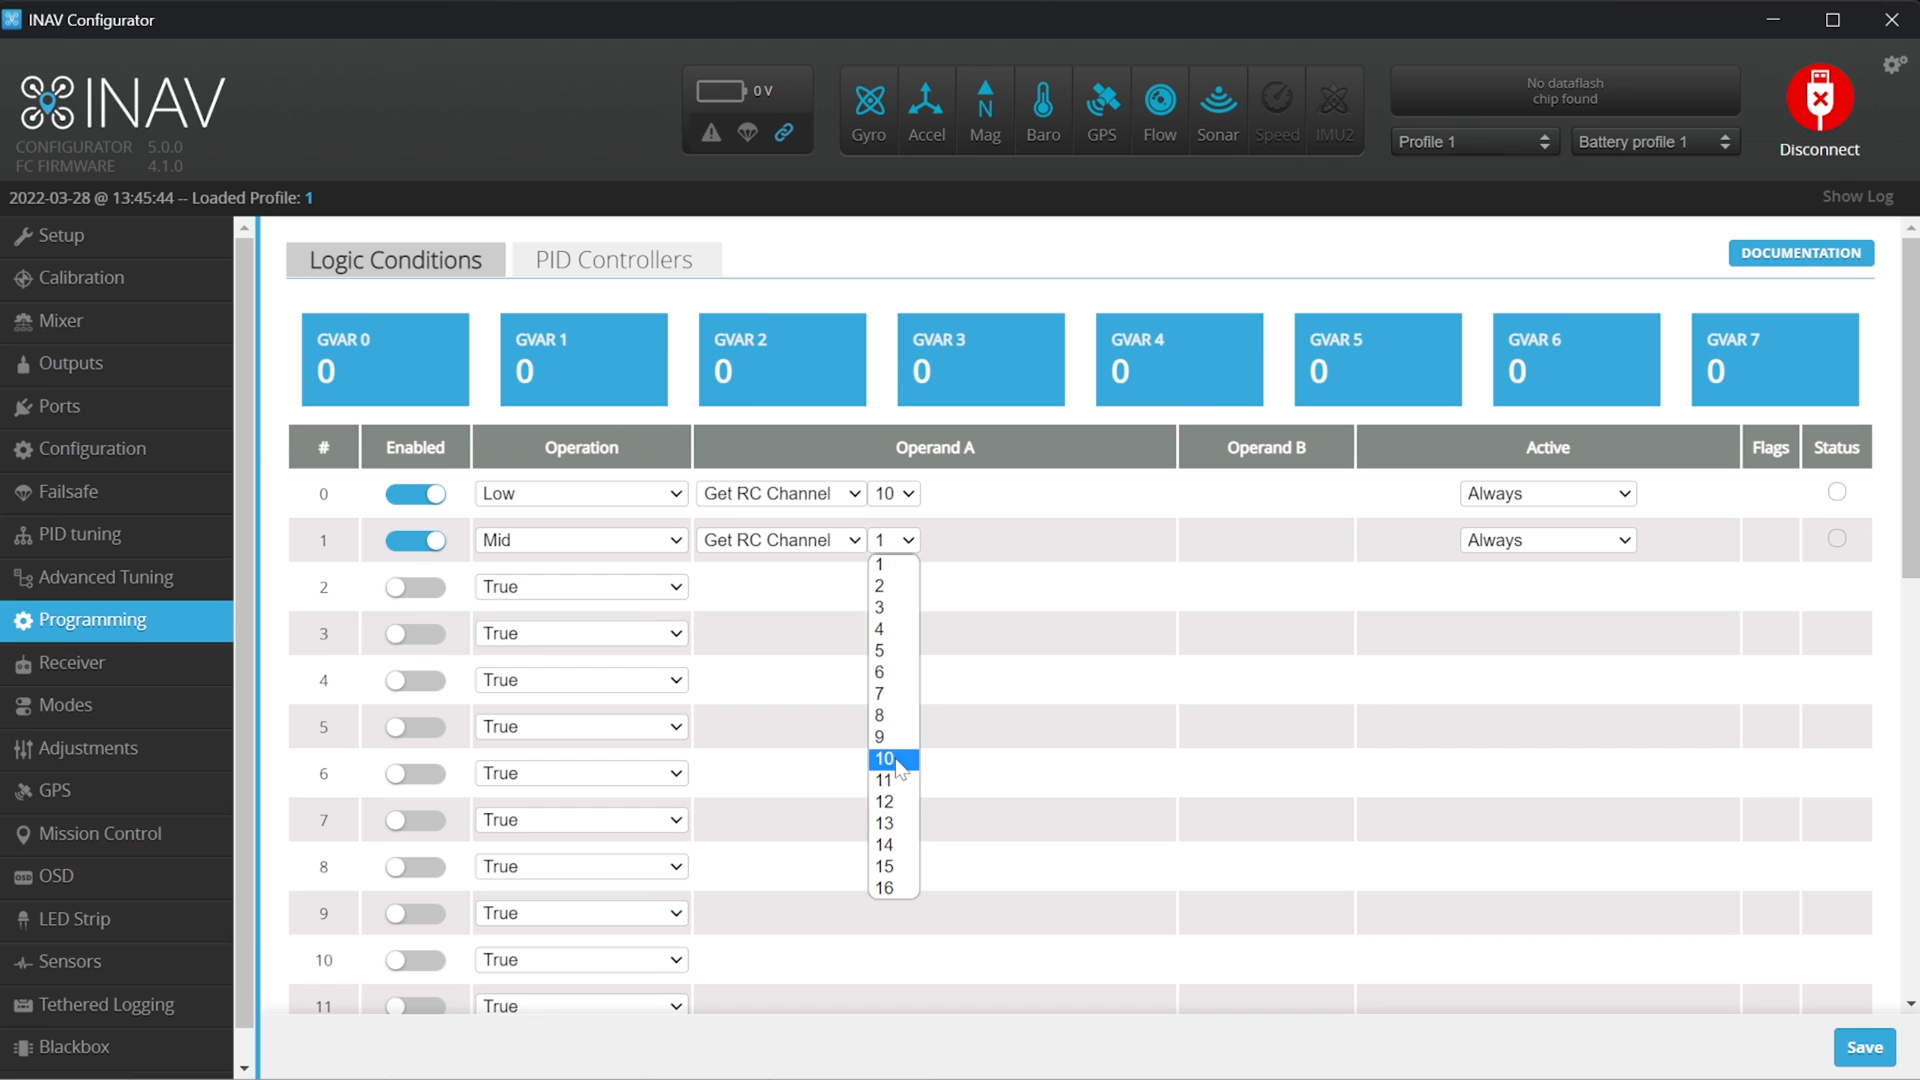 INAV Configurator
INAV
CONFIGURATOR 5.0.0
FC FIRMWARE 4.1.0
0 V
Gyro
Accel
N
Mag
Baro
GPS
Flow
Sonar
Speed
IMU2
No dataflash
chip found
Profile 1
Battery profile 1
Disconnect
2022-03-28 @ 13:45:44 -- Loaded Profile: 1
Show Log
Setup
Calibration
Mixer
Outputs
Ports
Configuration
Failsafe
PID tuning
Advanced Tuning
Programming
Receiver
Modes
Adjustments
GPS
Mission Control
OSD OSD
LED Strip
Sensors
Tethered Logging
Blackbox
Logic Conditions
PID Controllers
DOCUMENTATION
GVAR 0
0
GVAR 1
0
GVAR 2
0
GVAR 3
0
GVAR 4
0
GVAR 5
0
GVAR 6
0
GVAR 7
0
# Enabled Operation Operand A Operand B Active Flags Status
0 Low Get RC Channel 10 Always
1 Mid Get RC Channel 1 Always
2 True
3 True
4 True
5 True
6 True
7 True
8 True
9 True
10 True
11 True
1
2
3
4
5
6
7
8
9
10
11
12
13
14
15
16
Save